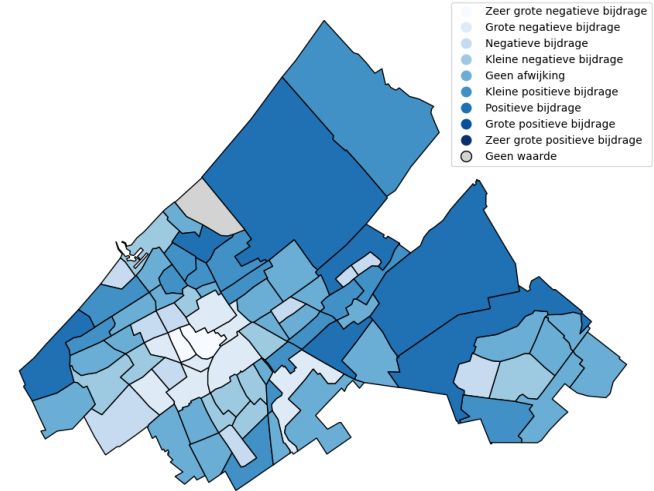 Zeer grote negatieve bijdrage
Grote negatieve bijdrage
Negatieve bijdrage
Kleine negatieve bijdrage
Geen afwijking
Kleine positieve bijdrage
Positieve bijdrage
Grote positieve bijdrage
Zeer grote positieve bijdrage
Geen waarde